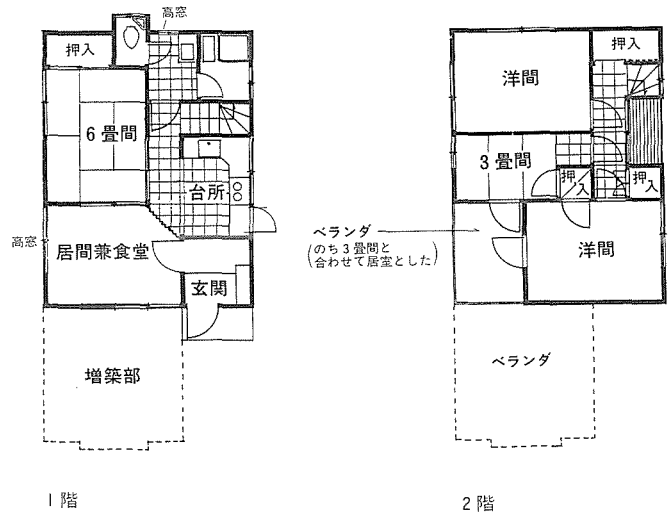 高窓
押入
6畳間
台所
高窓
居間兼食堂
玄関
増築部
1階
押入
洋間
3畳間
押入
押入
ベランダ
(のち3畳間と
合わせて居室とした)
洋間
ベランダ
2階